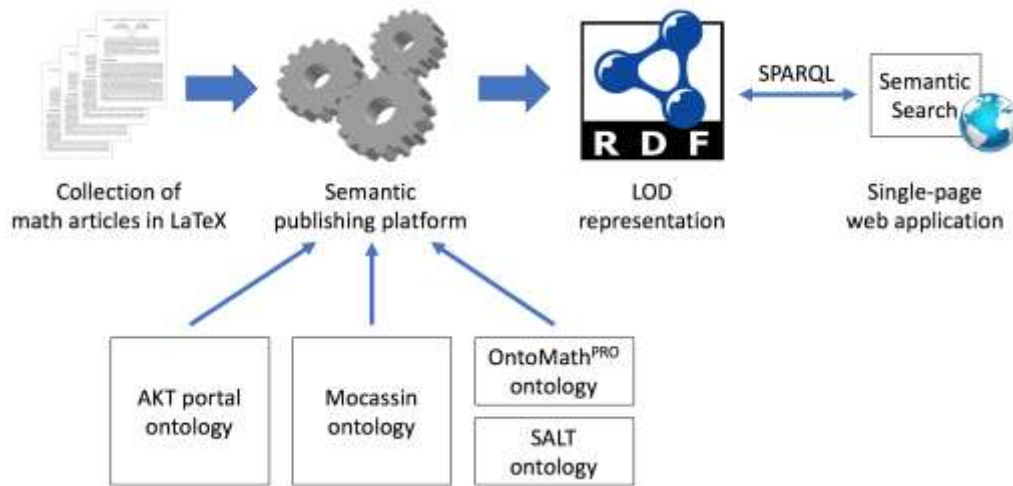 SPARQL
Semantic
Search
R D F
Collection of
math articles in LaTeX
Semantic
publishing platform
LOD
representation
Single-page
web application
AKT portal
ontology
Mocassin
ontology
OntoMathPRO
ontology
SALT
ontology